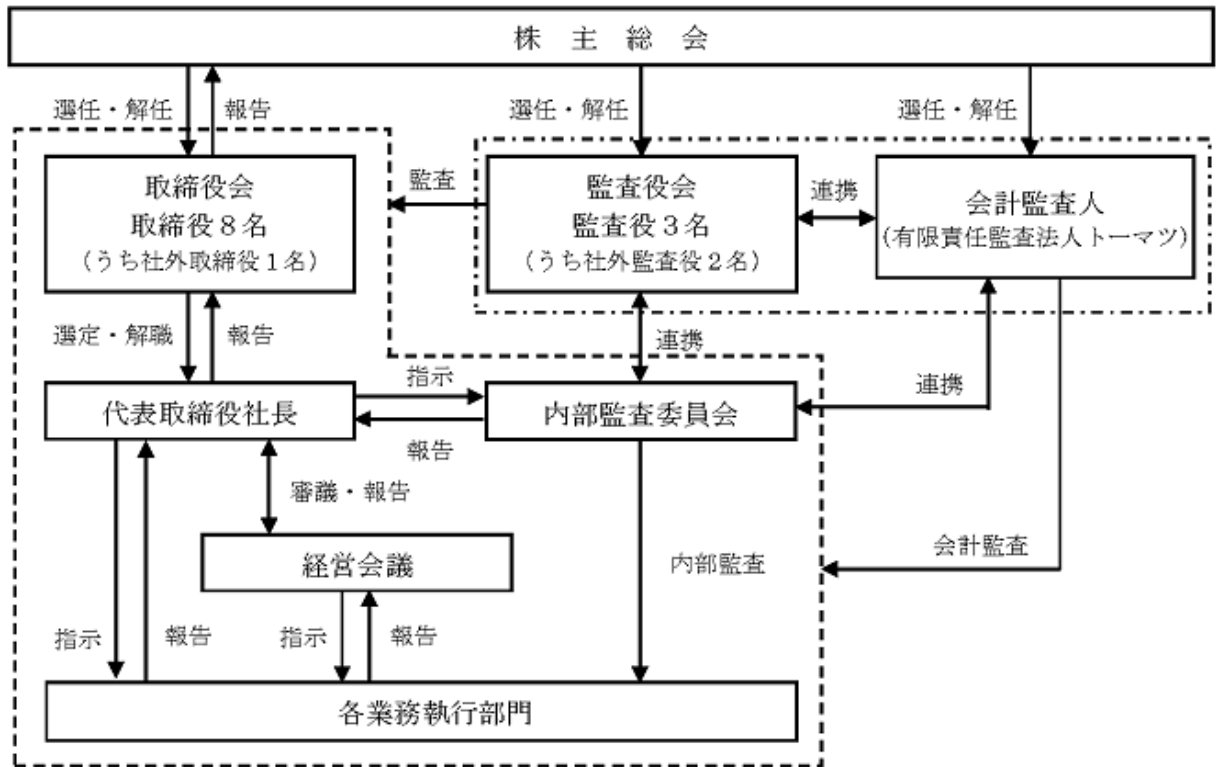 株主総会
選任・解任
報告
選任・解任
選任・解任
取締役会
取締役8名
（うち社外取締役1名）
監査
監査役会
監査役3名
（うち社外監査役2名）
連携
会計監査人
(有限責任監査法人トーマツ)
選定・解職
報告
連携
代表取締役社長
指示
報告
内部監査委員会
連携
審議・報告
経営会議
内部監査
会計監査
指示
報告
指示
報告
各業務執行部門